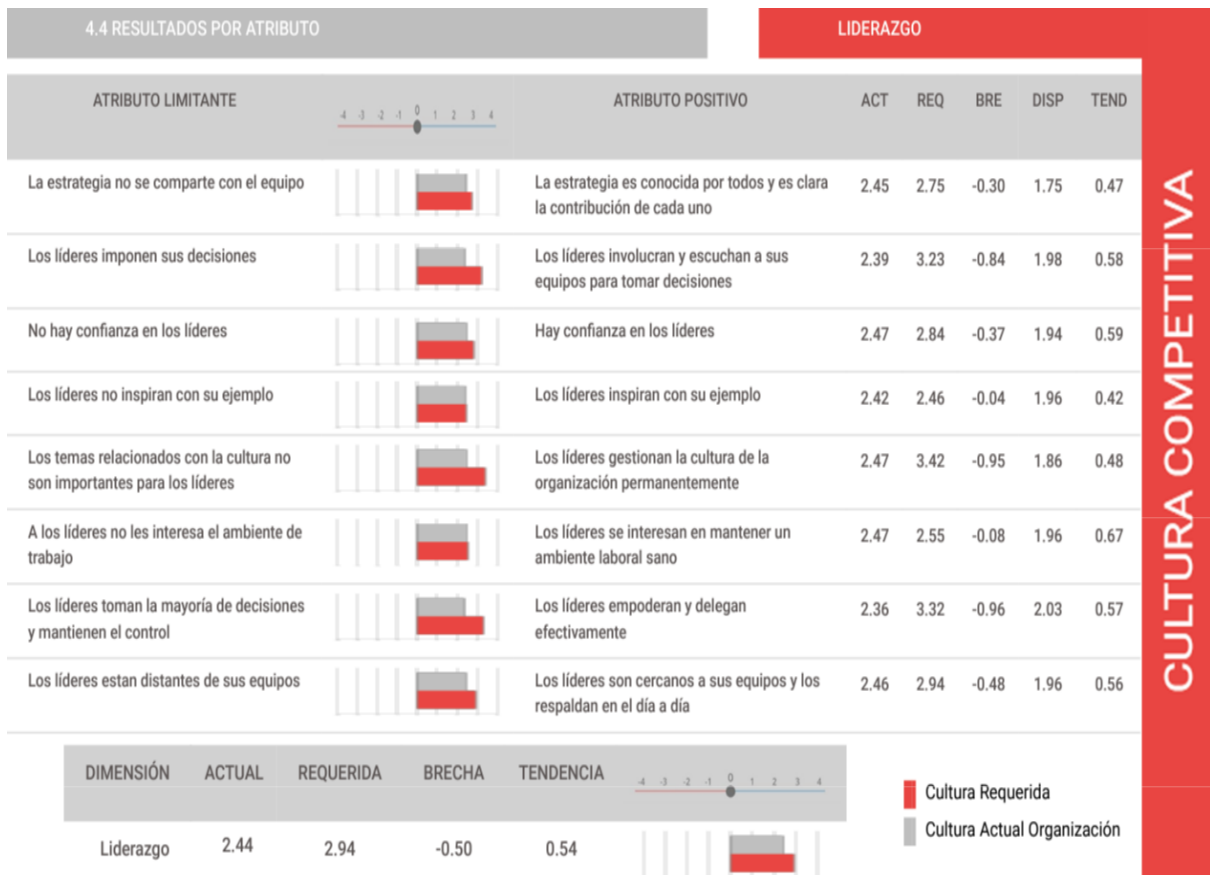 4.4 RESULTADOS POR ATRIBUTO
LIDERAZGO
ATRIBUTO LIMITANTE
-4 -3 -2 -1 0 1 2 3 4
ATRIBUTO POSITIVO
ACT REQ BRE DISP TEND
La estrategia no se comparte con el equipo
La estrategia es conocida por todos y es clara
la contribución de cada uno
2.45 2.75 -0.30 1.75 0.47
Los líderes imponen sus decisiones
Los líderes involucran y escuchan a sus
equipos para tomar decisiones
2.39 3.23 -0.84 1.98 0.58
No hay confianza en los líderes
Hay confianza en los líderes
2.47 2.84 -0.37 1.94 0.59
Los líderes no inspiran con su ejemplo
Los líderes inspiran con su ejemplo
2.42 2.46 -0.04 1.96 0.42
Los temas relacionados con la cultura no
son importantes para los líderes
Los líderes gestionan la cultura de la
organización permanentemente
2.47 3.42 -0.95 1.86 0.48
A los líderes no les interesa el ambiente de
trabajo
Los líderes se interesan en mantener un
ambiente laboral sano
2.47 2.55 -0.08 1.96 0.67
Los líderes toman la mayoría de decisiones
y mantienen el control
Los líderes empoderan y delegan
efectivamente
2.36 3.32 -0.96 2.03 0.57
Los líderes estan distantes de sus equipos
Los líderes son cercanos a sus equipos y los
respaldan en el día a día
2.46 2.94 -0.48 1.96 0.56
DIMENSIÓN ACTUAL REQUERIDA BRECHA TENDENCIA
-4 -3 -2 -1 0 1 2 3 4
Liderazgo 2.44 2.94 -0.50 0.54
Cultura Requerida
Cultura Actual Organización
CULTURA COMPETITIVA